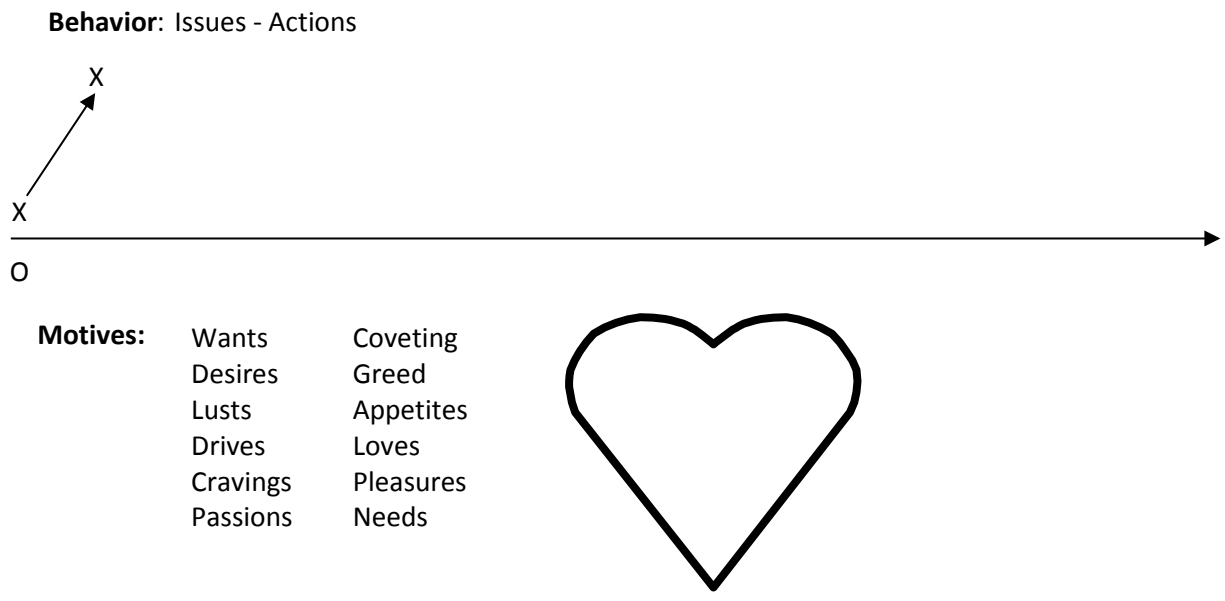 Behavior: Issues - Actions
X
X
O
Motives: Wants Coveting
Desires Greed
Lusts Appetites
Drives Loves
Cravings Pleasures
Passions Needs